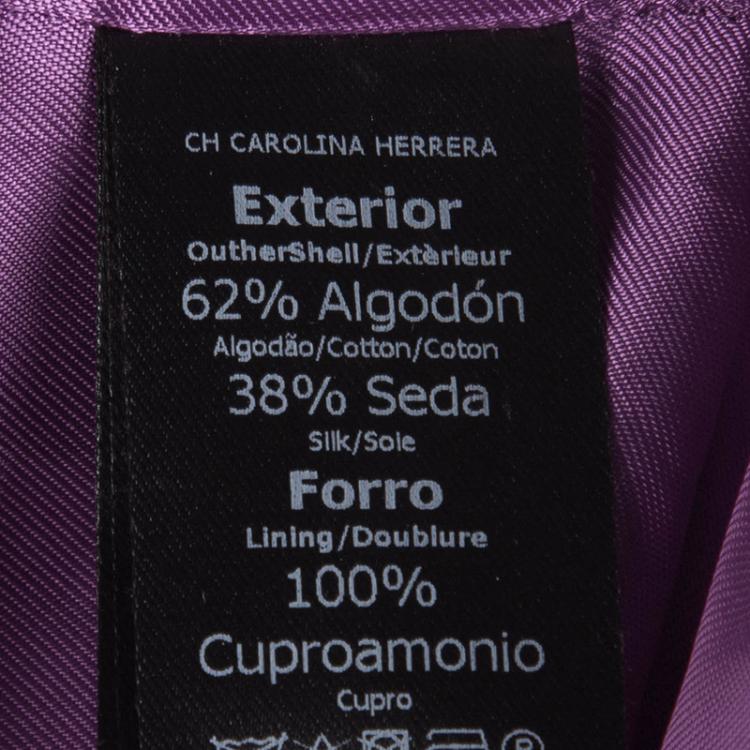 CH CAROLINA HERRERA
Exterior
OutherShell/Extèrieur
62% Algodón
Algodão/Cotton/Coton
38% Seda
Silk/Soie
Forro
Lining/Doublure
100%
Cuproamonio
Cupro